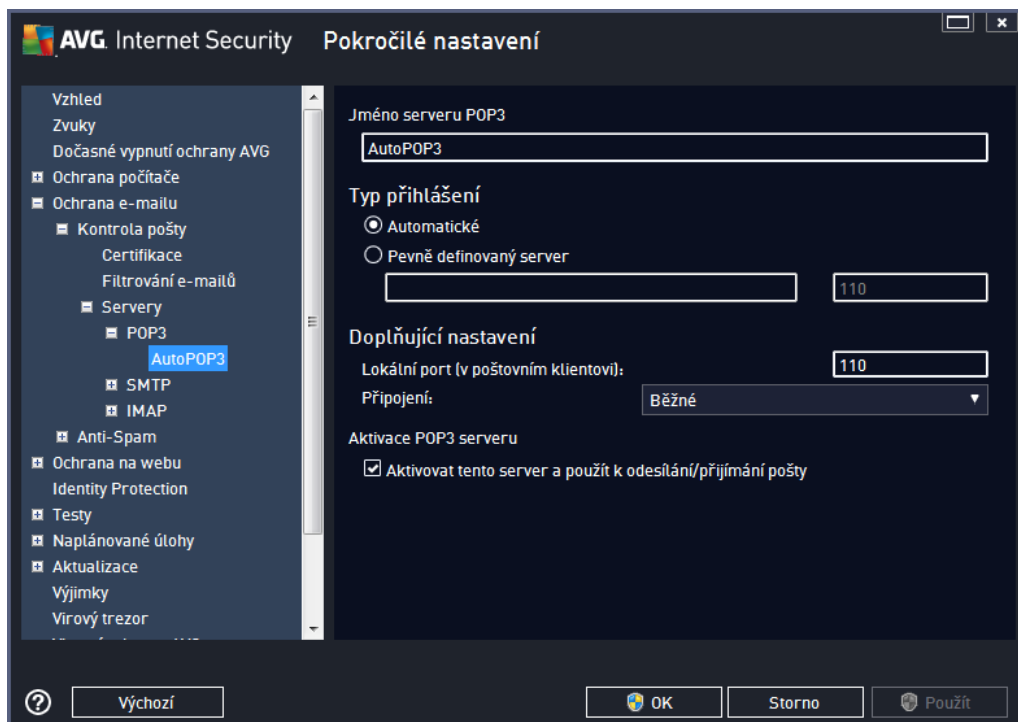 AVG. Internet Security Pokročilé nastavení
Vzhled
Zvuky
Dočasné vypnutí ochrany AVG
Ochrana počítače
Ochrana e-mailu
Kontrola pošty
Certifikace
Filtrování e-mailů
Servery
POP3
AutoPOP3
SMTP
IMAP
Anti-Spam
Ochrana na webu
Identity Protection
Testy
Naplánované úlohy
Aktualizace
Výjimky
Virový trezor
Jméno serveru POP3
AutoPOP3
Typ přihlášení
Automatické
Pevně definovaný server
110
Doplňující nastavení
Lokální port (v poštovním klientovi): 110
Připojení: Běžné
Aktivace POP3 serveru
Aktivovat tento server a použít k odesílání/přijímání pošty
? Výchozí OK Storno Použít